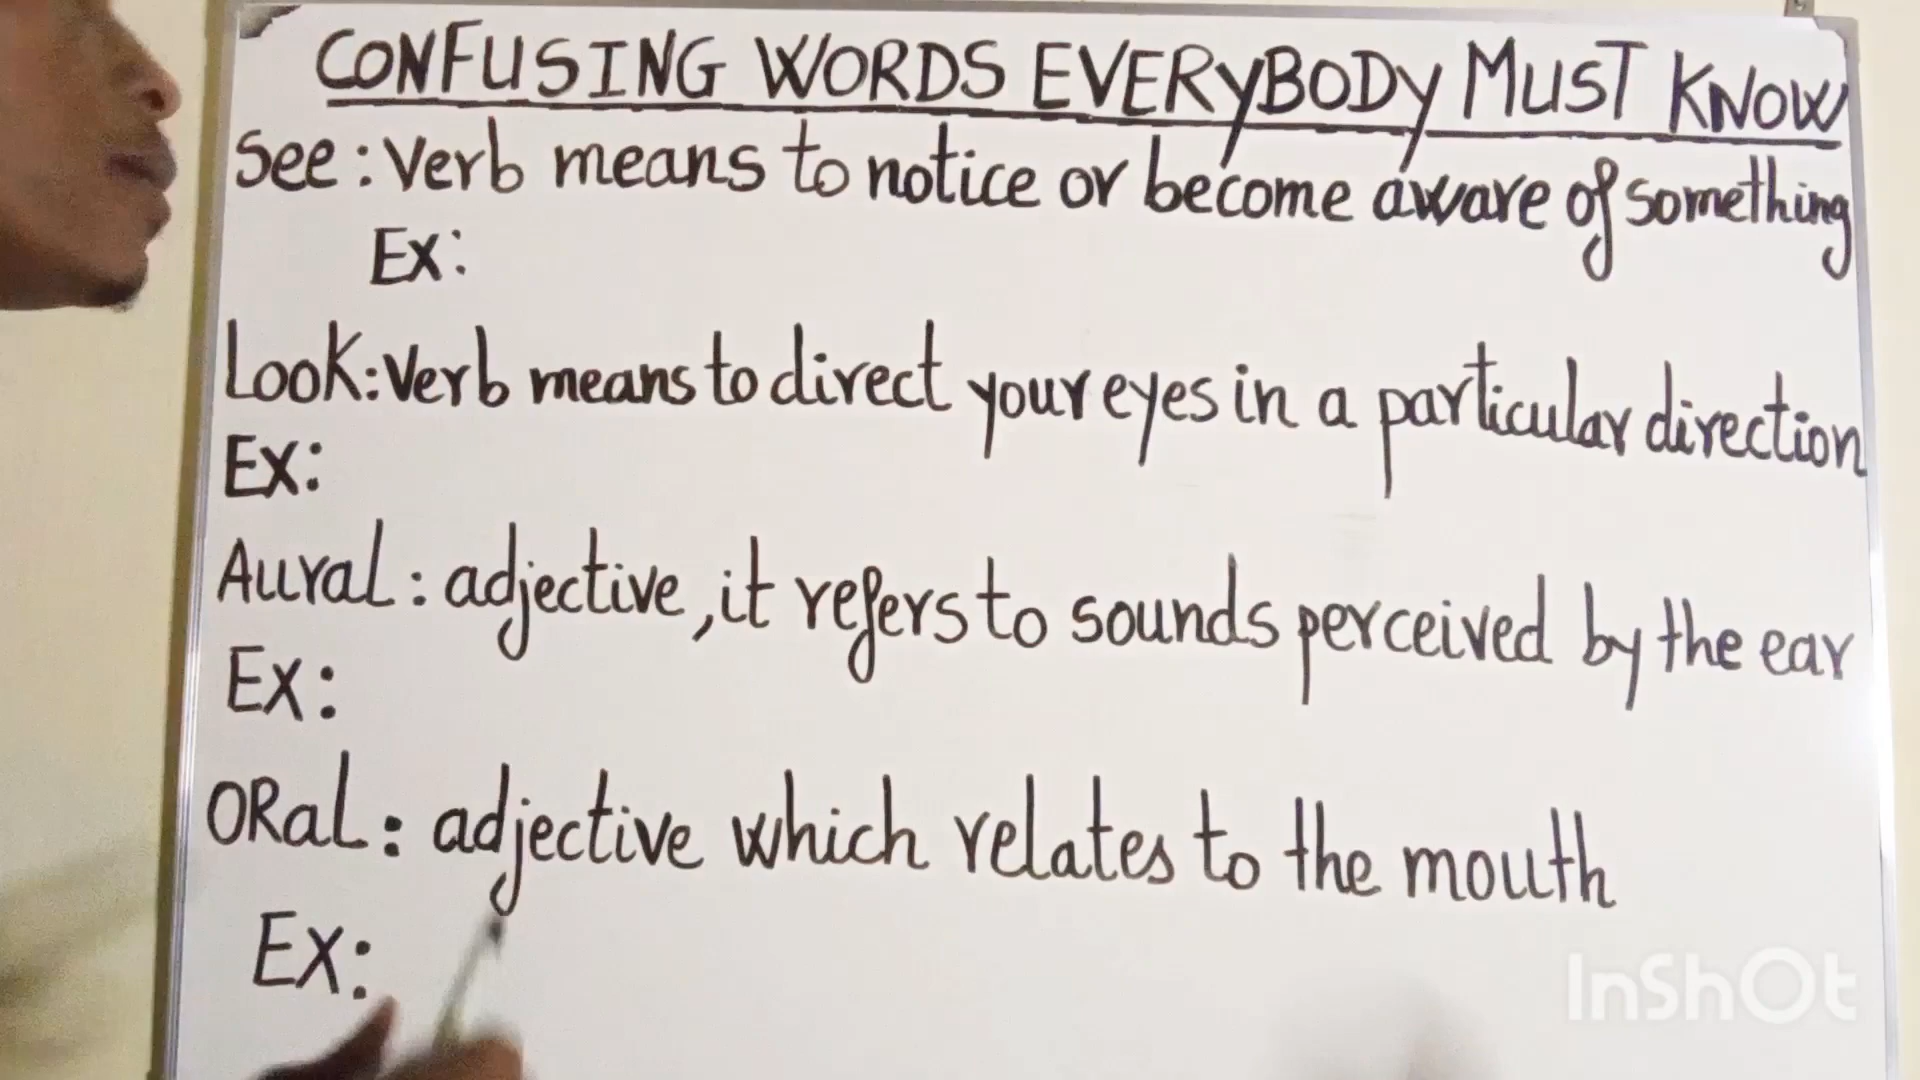 CONFUSING WORDS EVERYBODY MUST KNOW
See: Verb means to notice or become aware of something
Ex:
Look: Verb means to direct your eyes in a particular direction
Ex:
Aural: adjective, it refers to sounds perceived by the ear
Ex:
ORal: adjective which relates to the mouth
Ex:
InShOt